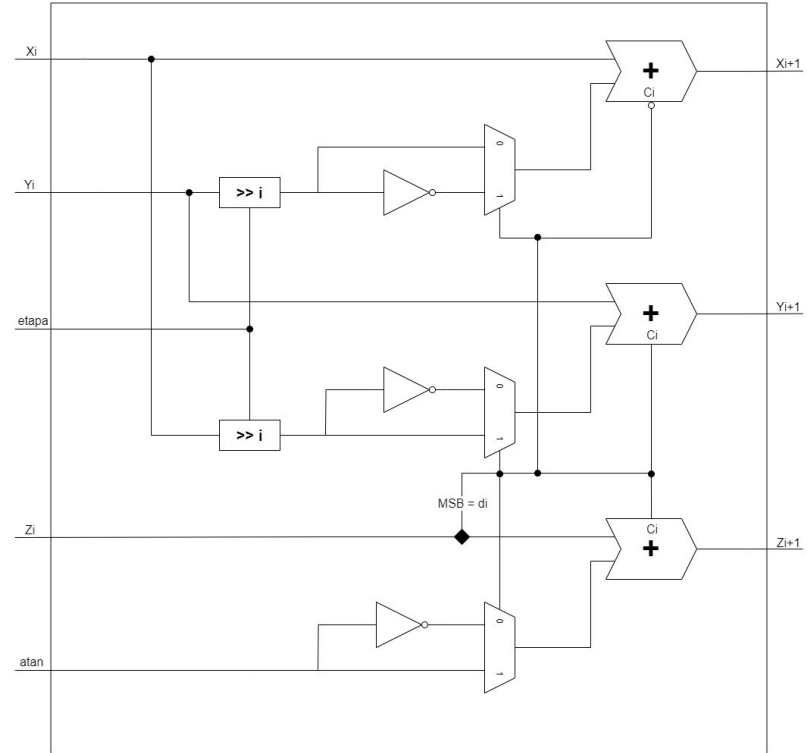 Xi
+
Ci
Xi+1
0
1
Yi
>> i
+
Ci
Yi+1
etapa
0
1
>> i
MSB = di
Zi
Ci
+
Zi+1
0
1
atan